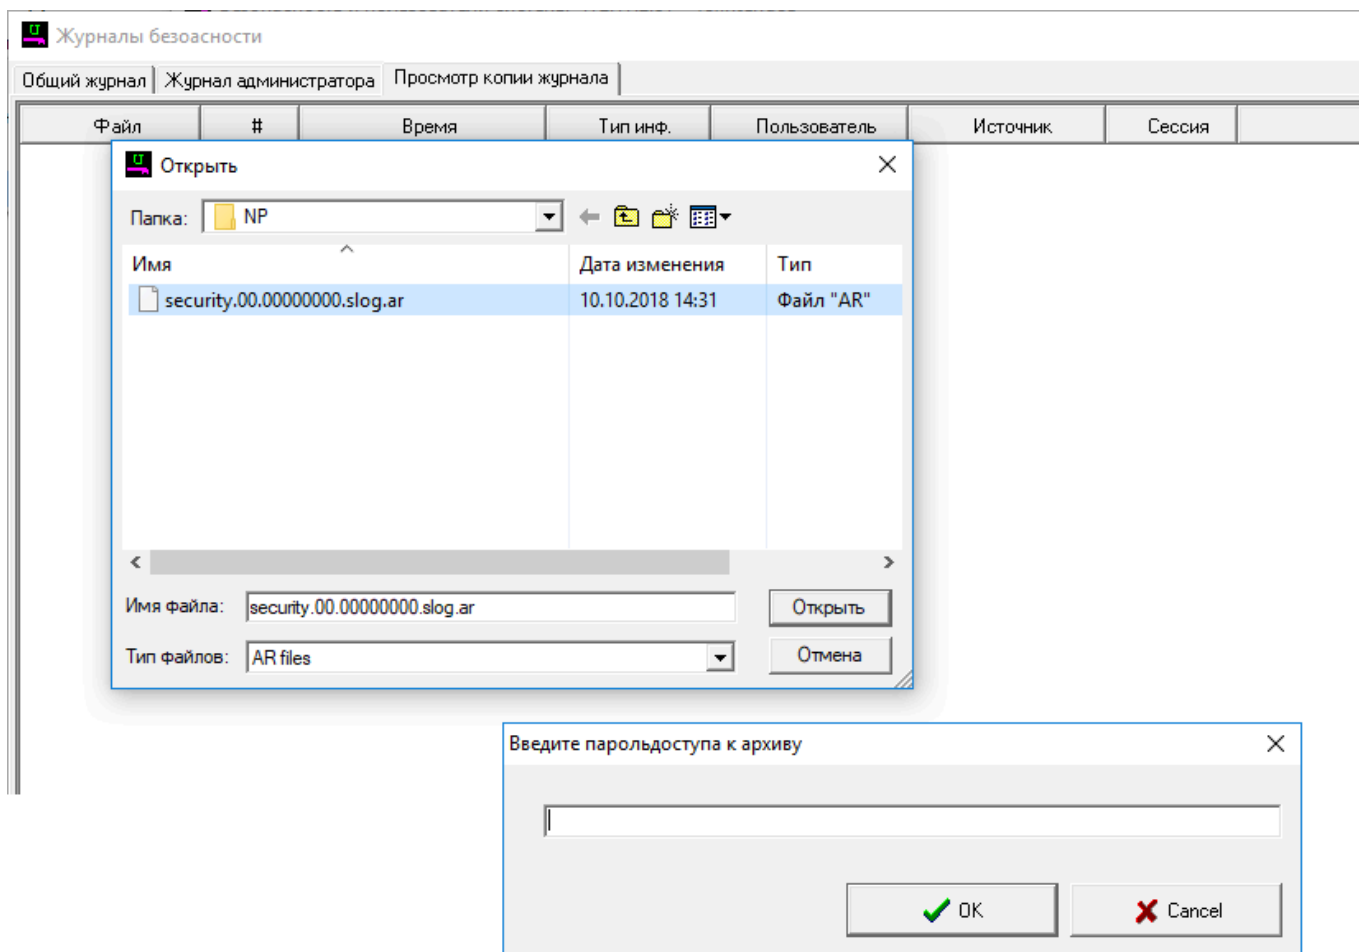 Журналы безоасности
Общий журнал Журнал администратора Просмотр копии журнала
Файл # Время Тип инф. Пользователь Источник Сессия
Открыть
Папка: NP
Имя Дата изменения Тип
security.00.00000000.slog.ar 10.10.2018 14:31 Файл "AR"
Имя файла: security.00.00000000.slog.ar Открыть
Тип файлов: AR files Отмена
Введите парольдоступа к архиву
OK Cancel